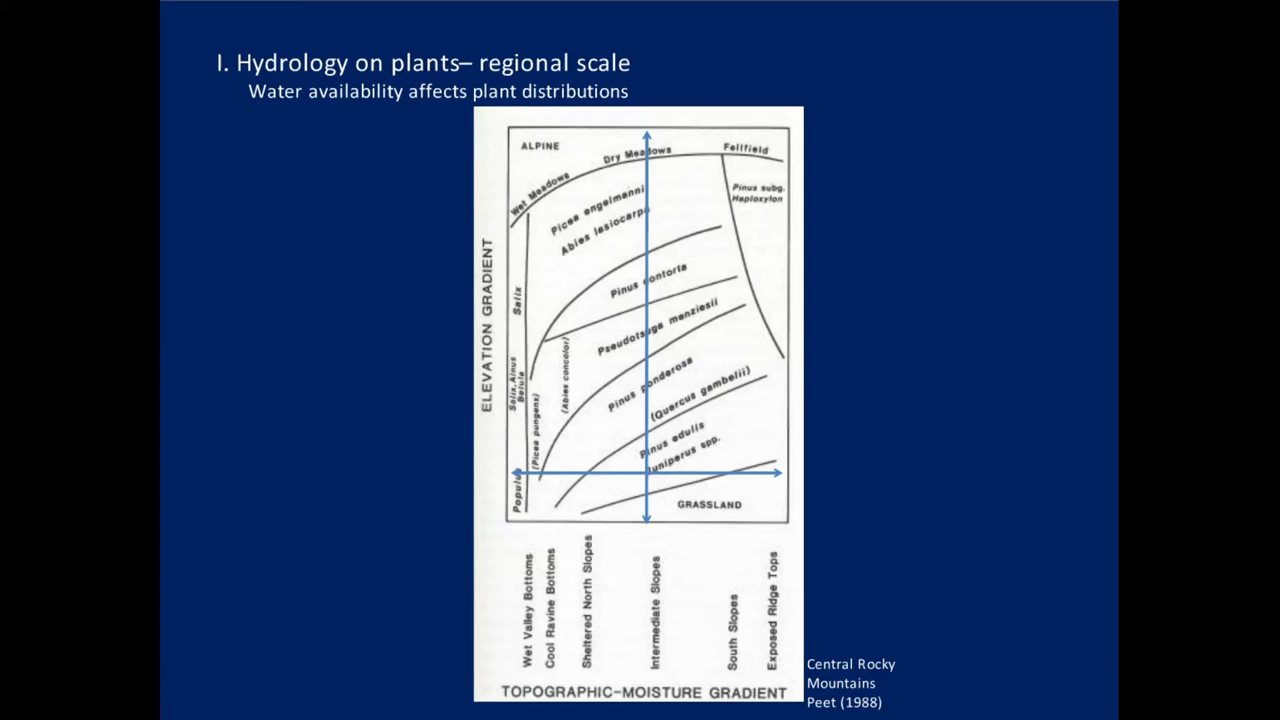 I. Hydrology on plants– regional scale
Water availability affects plant distributions
ALPINE
Wet Meadows
Dry Meadows
Fellfield
Pinus subg.
Haploxylon
Picea engelmanni
Abies lasiocarpa
Pinus contorta
Pseudotsuga menziesii
Pinus ponderosa
(Quercus gambelii)
Pinus edulis
Juniperus spp.
GRASSLAND
Salix
Salix, Alnus
Betula
Populus
(Picea pungens)
(Abies concolor)
ELEVATION GRADIENT
Wet Valley Bottoms
Cool Ravine Bottoms
Sheltered North Slopes
Intermediate Slopes
South Slopes
Exposed Ridge Tops
TOPOGRAPHIC–MOISTURE GRADIENT
Central Rocky
Mountains
Peet (1988)